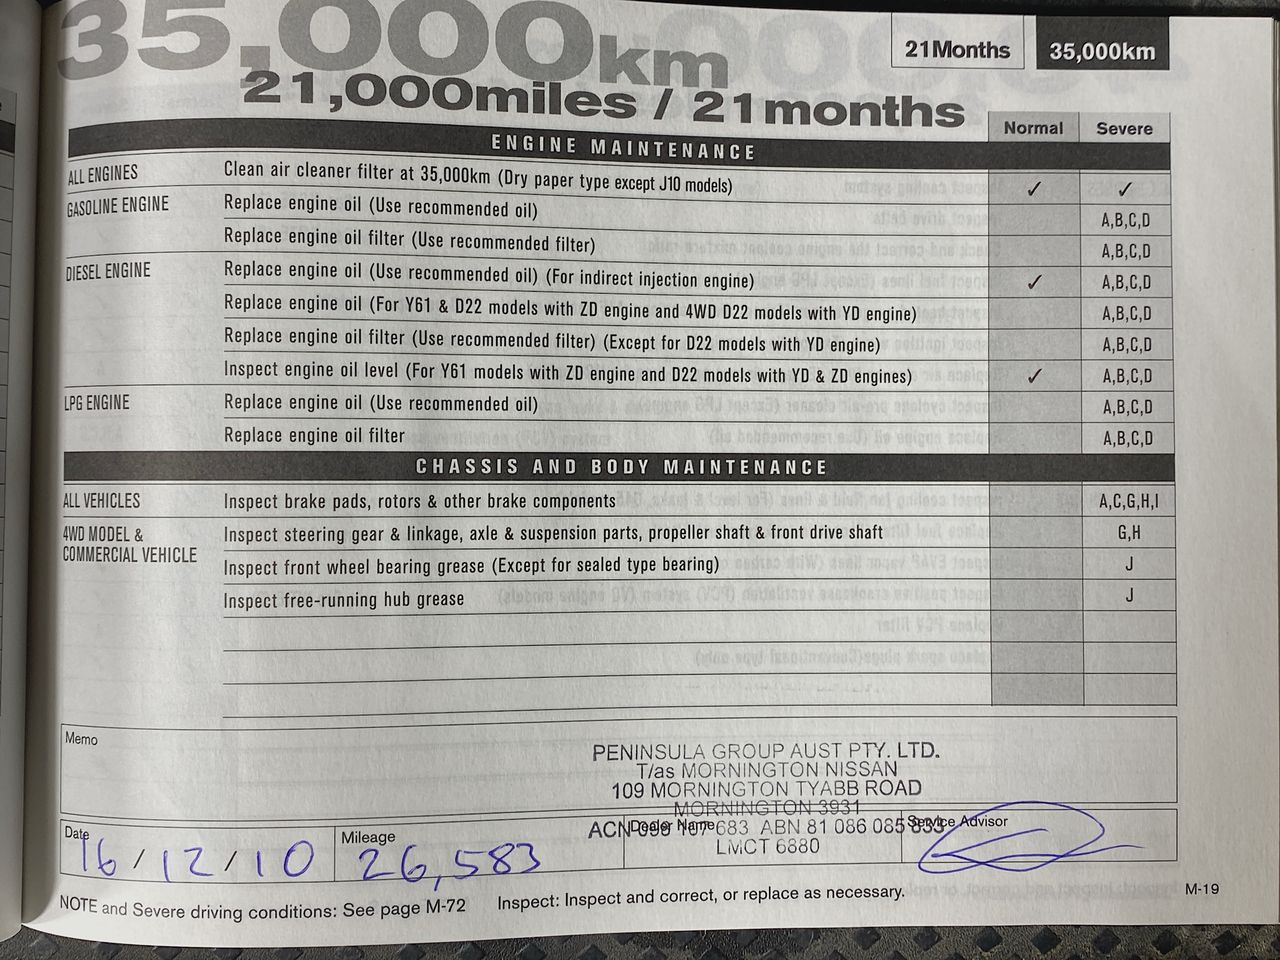 35,000km
21,000miles / 21months
21Months 35,000km
Normal Severe
ENGINE MAINTENANCE
ALL ENGINES Clean air cleaner filter at 35,000km (Dry paper type except J10 models) ✓ ✓
GASOLINE ENGINE Replace engine oil (Use recommended oil) A,B,C,D
Replace engine oil filter (Use recommended filter) A,B,C,D
DIESEL ENGINE Replace engine oil (Use recommended oil) (For indirect injection engine) ✓ A,B,C,D
Replace engine oil (For Y61 & D22 models with ZD engine and 4WD D22 models with YD engine) A,B,C,D
Replace engine oil filter (Use recommended filter) (Except for D22 models with YD engine) A,B,C,D
Inspect engine oil level (For Y61 models with ZD engine and D22 models with YD & ZD engines) ✓ A,B,C,D
LPG ENGINE Replace engine oil (Use recommended oil) A,B,C,D
Replace engine oil filter A,B,C,D
CHASSIS AND BODY MAINTENANCE
ALL VEHICLES Inspect brake pads, rotors & other brake components A,C,G,H,I
4WD MODEL & COMMERCIAL VEHICLE Inspect steering gear & linkage, axle & suspension parts, propeller shaft & front drive shaft G,H
Inspect front wheel bearing grease (Except for sealed type bearing) J
Inspect free-running hub grease J
Memo
PENINSULA GROUP AUST PTY. LTD.
T/as MORNINGTON NISSAN
109 MORNINGTON TYABB ROAD
MORNINGTON 3931
ACN 098 107 683 ABN 81 086 085 833
LMCT 6880
Date 16/12/10
Mileage 26,583
Dealer Name
Service Advisor
NOTE and Severe driving conditions: See page M-72 Inspect: Inspect and correct, or replace as necessary.
M-19